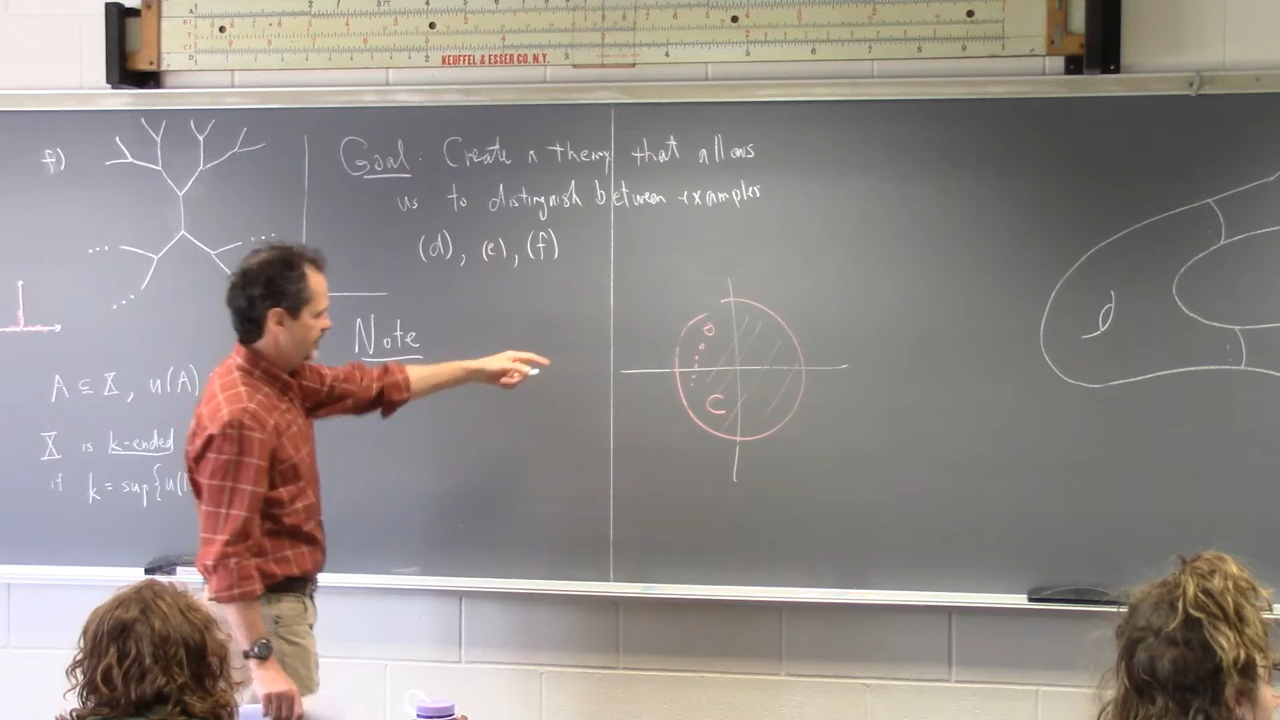 KEUFFEL & ESSER CO. N.Y.
f)
A ⊆ X, u(A)
X is k-ended
if k = sup{u(
Goal: Create a theory that allows
us to distinguish between examples
(d), (e), (f)
Note
C
d